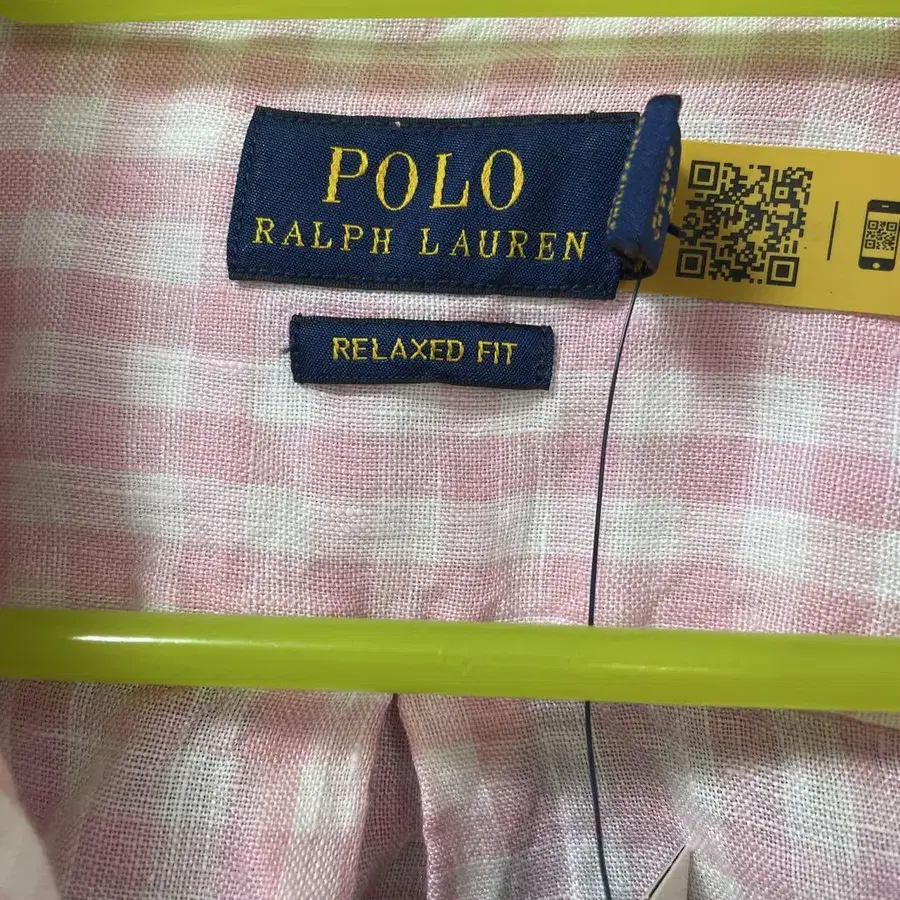 POLO
RALPH LAUREN
RELAXED FIT